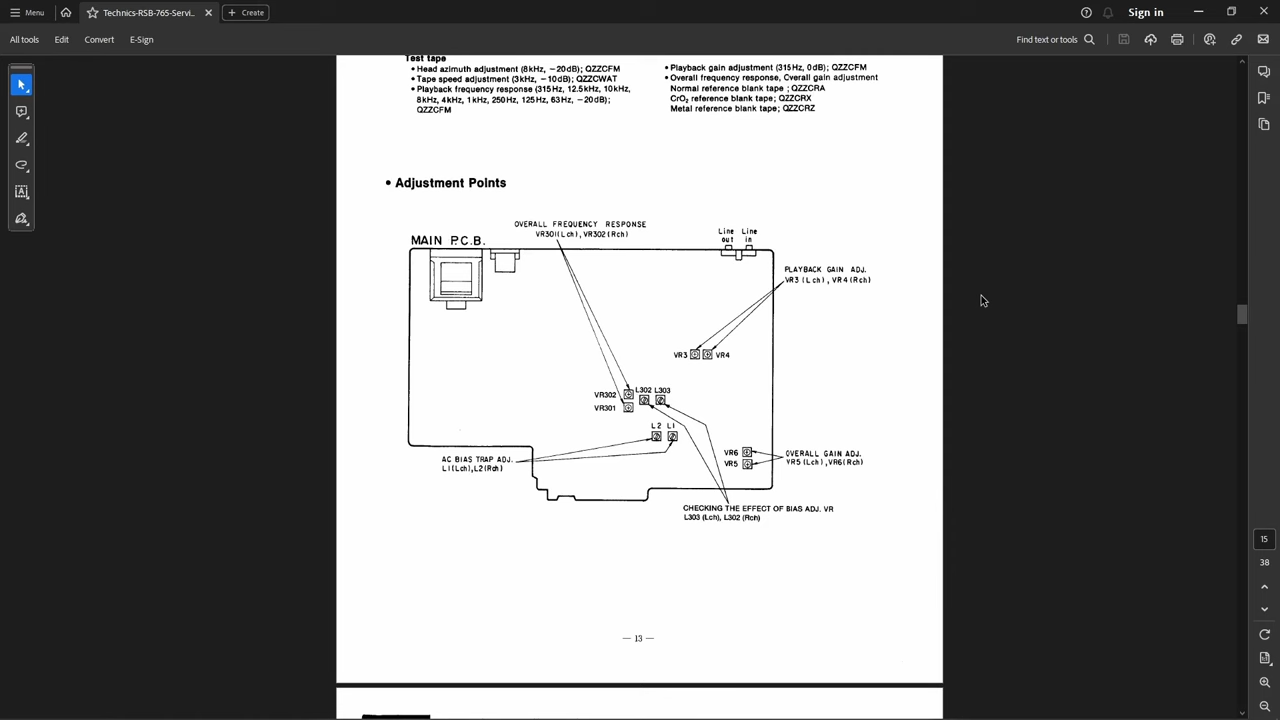 Menu
Technics-RSB-765-Servi...
Create
Sign in
All tools
Edit
Convert
E-Sign
Find text or tools
Test tape
• Head azimuth adjustment (8kHz, −20dB); QZZCFM
• Tape speed adjustment (3kHz, −10dB); QZZCWAT
• Playback frequency response (315Hz, 12.5kHz, 10kHz,
8kHz, 4kHz, 1kHz, 250Hz, 125Hz, 63Hz, −20dB);
QZZCFM
• Playback gain adjustment (315Hz, 0dB); QZZCFM
• Overall frequency response, Overall gain adjustment
Normal reference blank tape ; QZZCRA
CrO₂ reference blank tape; QZZCRX
Metal reference blank tape; QZZCRZ
• Adjustment Points
OVERALL FREQUENCY RESPONSE
VR301(Lch), VR302(Rch)
MAIN P.C.B.
Line out
Line in
PLAYBACK GAIN ADJ.
VR3 (Lch), VR4(Rch)
VR3
VR4
L302 L303
VR302
VR301
L2 L1
AC BIAS TRAP ADJ.
L1(Lch),L2(Rch)
VR6
VR5
OVERALL GAIN ADJ.
VR5(Lch),VR6(Rch)
CHECKING THE EFFECT OF BIAS ADJ. VR
L303 (Lch), L302 (Rch)
— 13 —
15
38